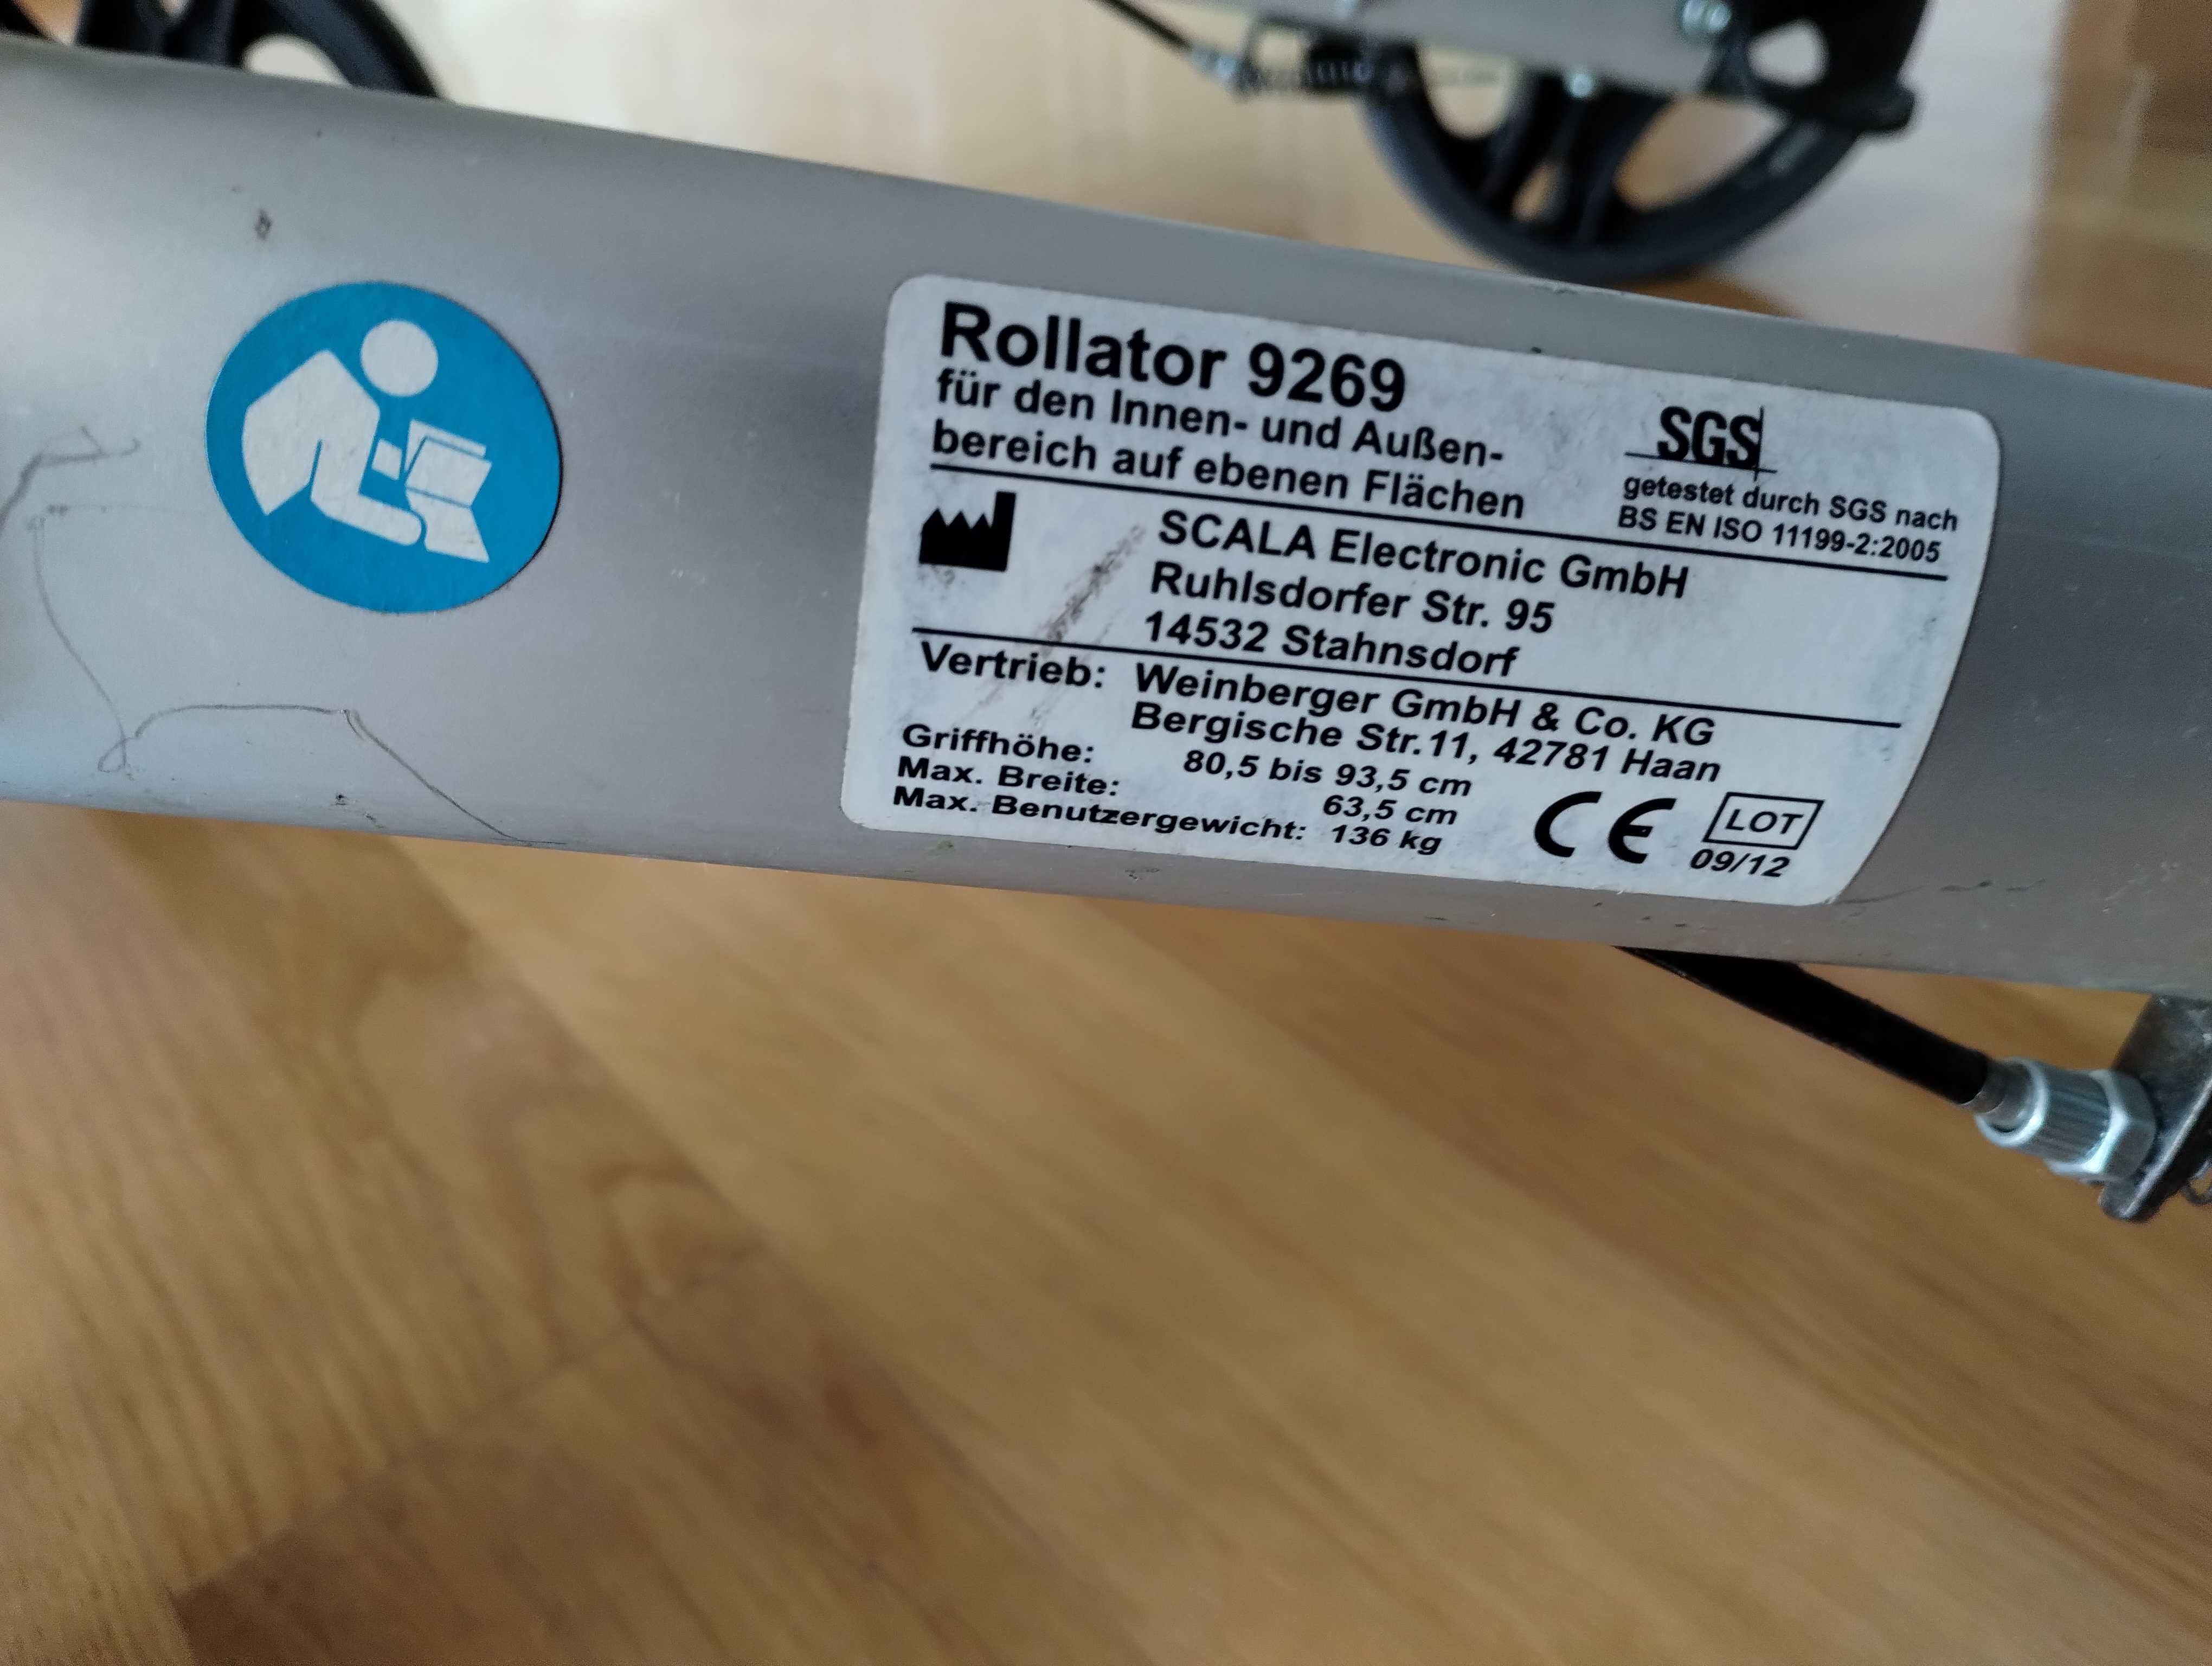 Rollator 9269
für den Innen- und Außen-
bereich auf ebenen Flächen
SGS
getestet durch SGS nach
BS EN ISO 11199-2:2005
SCALA Electronic GmbH
Ruhlsdorfer Str. 95
14532 Stahnsdorf
Vertrieb: Weinberger GmbH & Co. KG
Bergische Str.11, 42781 Haan
Griffhöhe: 80,5 bis 93,5 cm
Max. Breite: 63,5 cm
Max. Benutzergewicht: 136 kg
CE
LOT
09/12